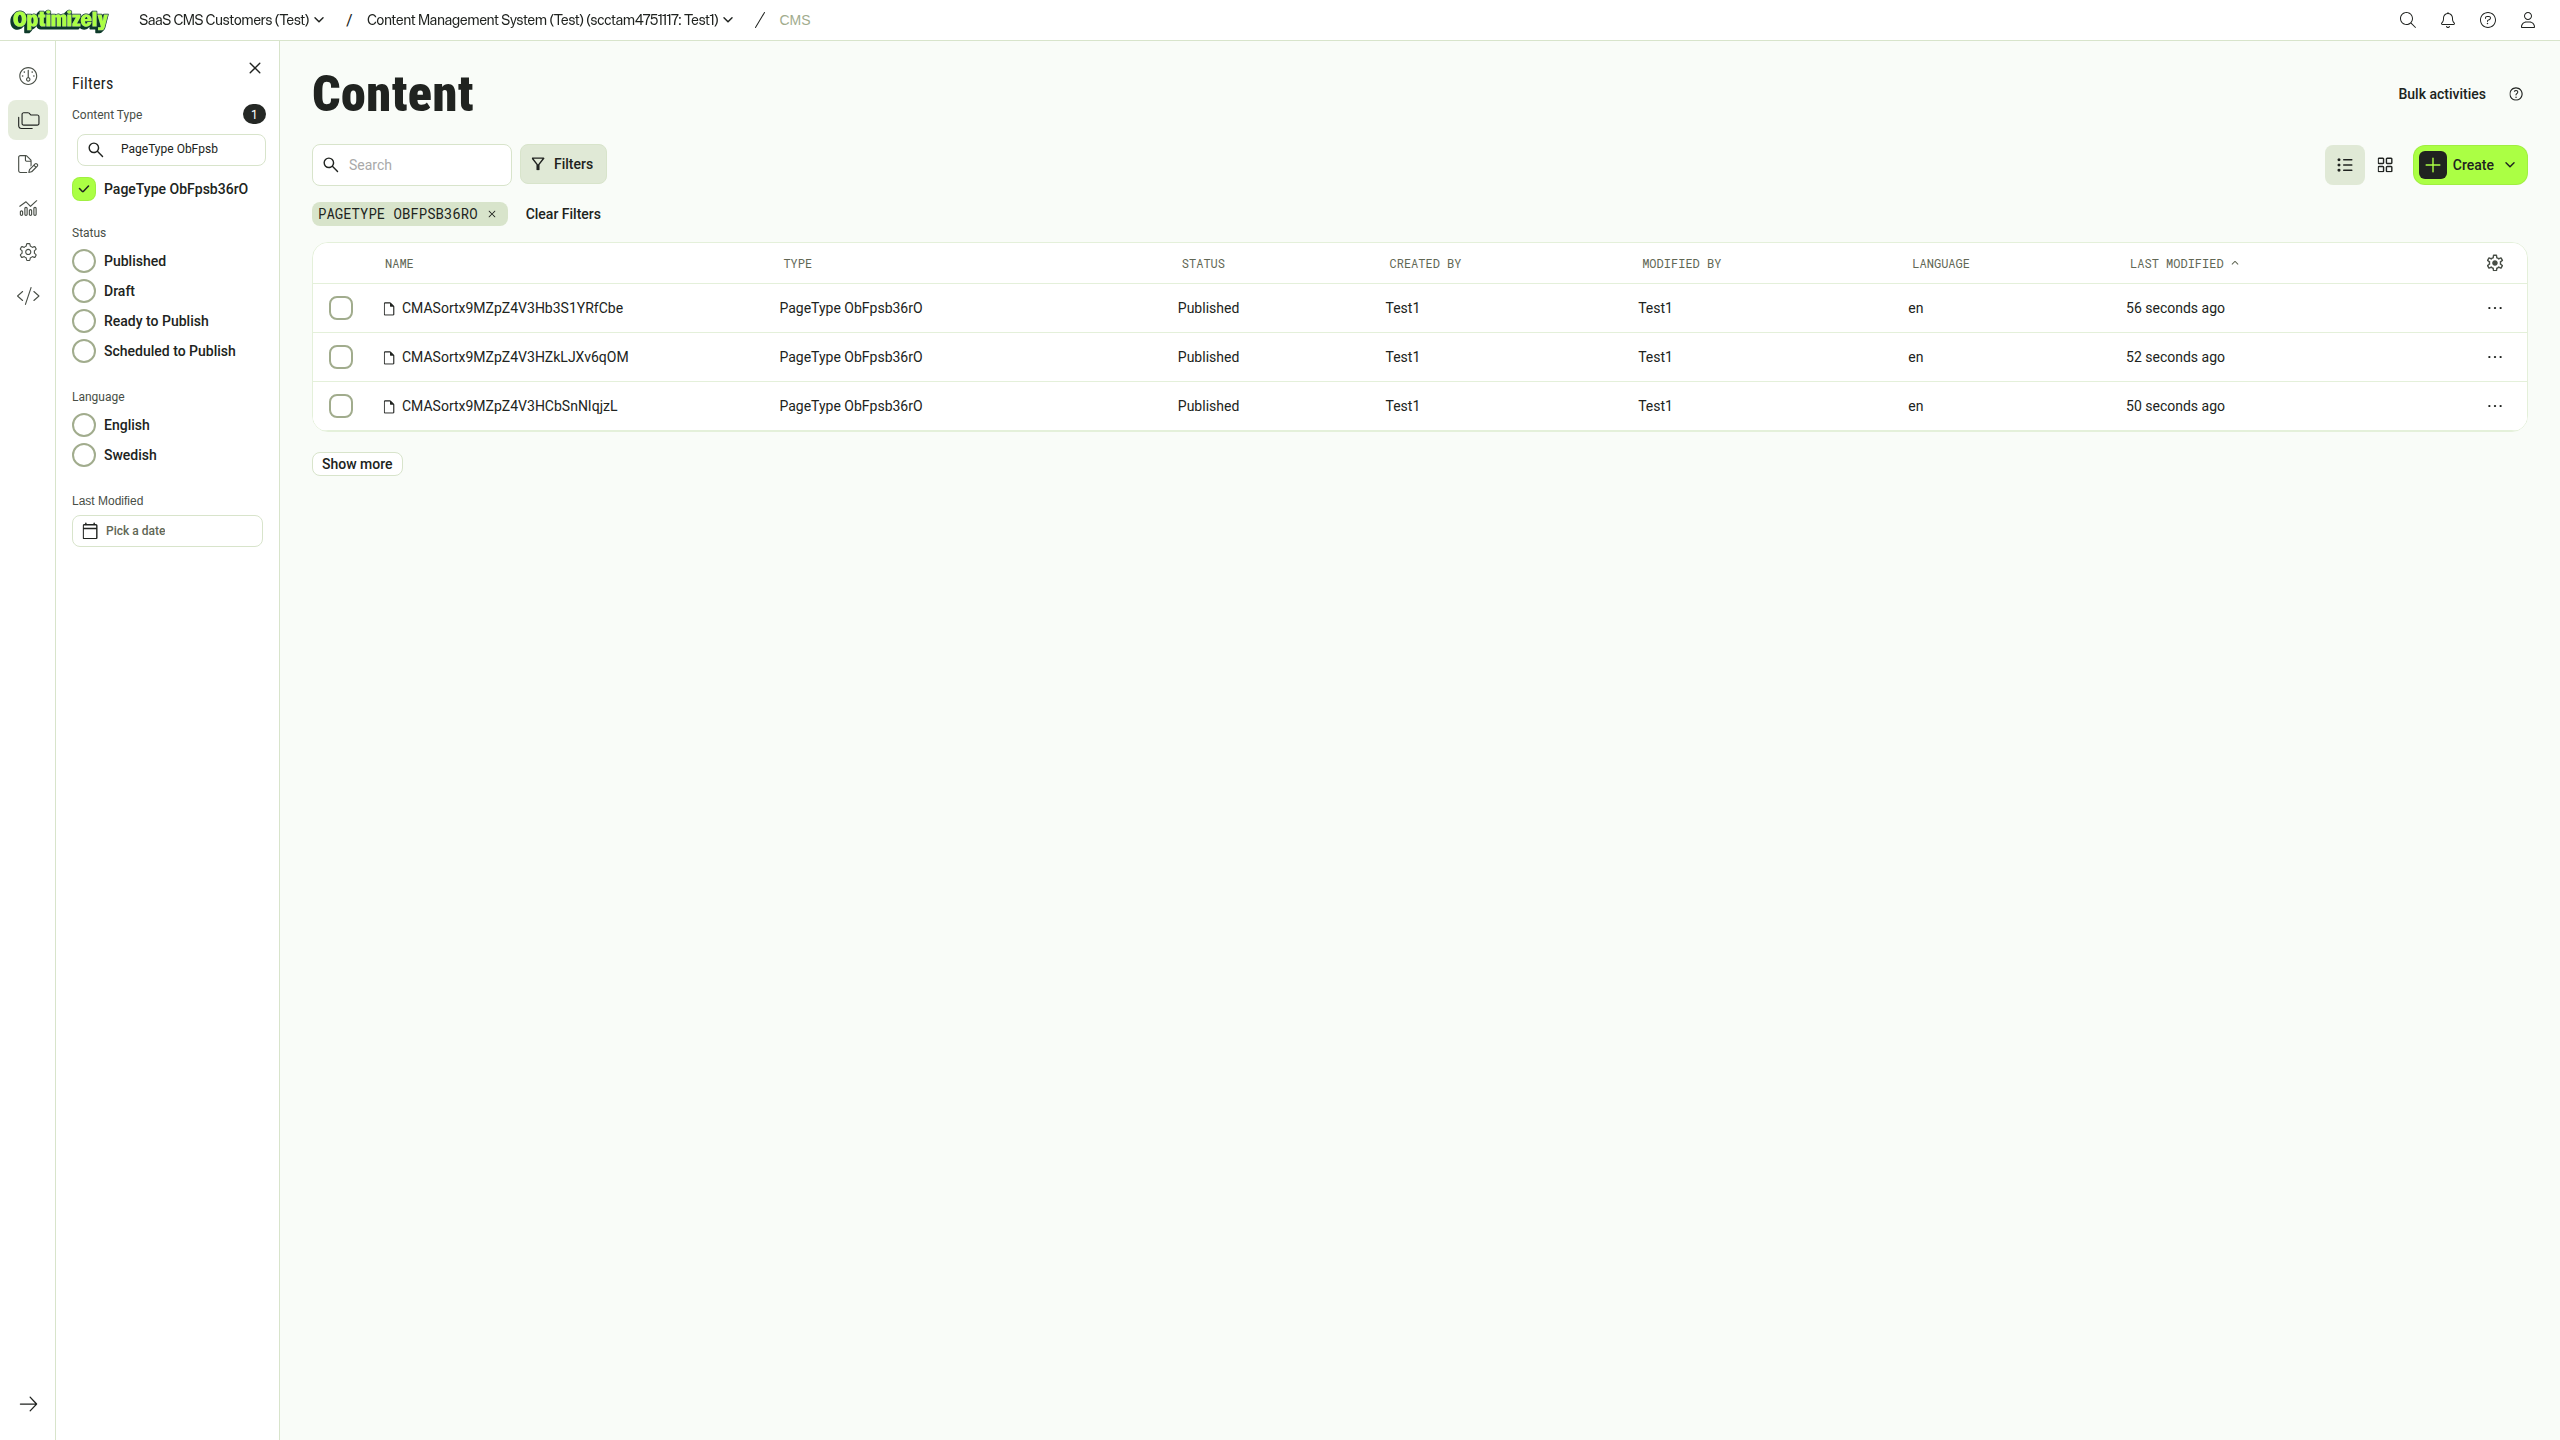 Optimizely
SaaS CMS Customers (Test) / Content Management System (Test) (scctam4751117: Test1) / CMS
Filters
Content Type 1
PageType ObFpsb
PageType ObFpsb36rO
Status
Published
Draft
Ready to Publish
Scheduled to Publish
Language
English
Swedish
Last Modified
Pick a date
Content
Bulk activities
Search
Filters
Create
PAGETYPE OBFPSB36RO × Clear Filters
NAME TYPE STATUS CREATED BY MODIFIED BY LANGUAGE LAST MODIFIED
CMASortx9MZpZ4V3Hb3S1YRfCbe PageType ObFpsb36rO Published Test1 Test1 en 56 seconds ago
CMASortx9MZpZ4V3HZkLJXv6qOM PageType ObFpsb36rO Published Test1 Test1 en 52 seconds ago
CMASortx9MZpZ4V3HCbSnNIqjzL PageType ObFpsb36rO Published Test1 Test1 en 50 seconds ago
Show more